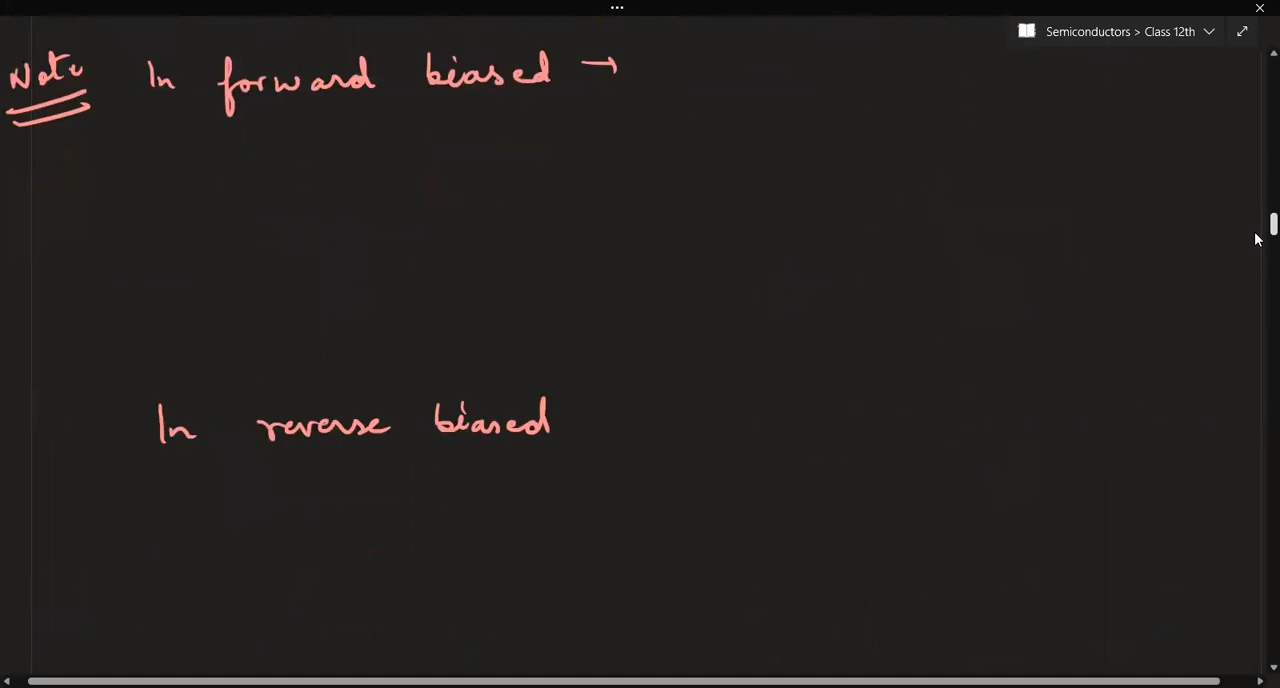 ...
Semiconductors > Class 12th
Note In forward biased →
In reverse biased